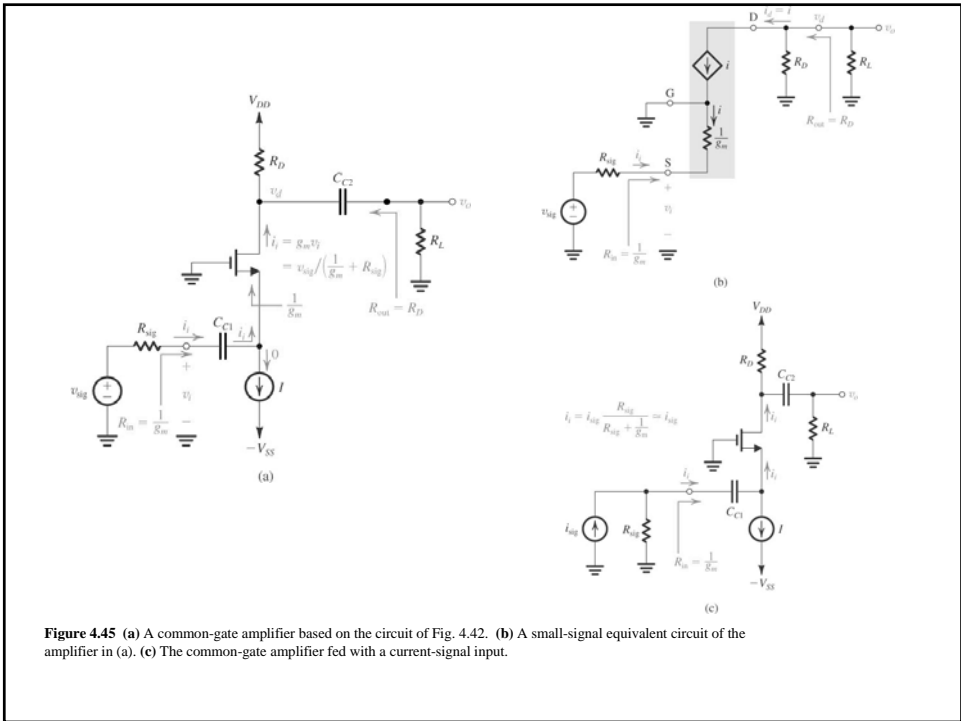 V_DD
R_D
C_C2
v_d
v_o
i_i = g_m v_i
= v_sig/(1/g_m + R_sig)
R_L
1/g_m
R_out = R_D
R_sig
i_i
C_C1
i_i
0
v_sig
+
−
+
v_i
−
I
R_in = 1/g_m
−V_SS
(a)
D
i_d = i
v_d
v_o
i
R_D
R_L
G
i
R_out = R_D
1/g_m
R_sig
i_i
S
+
v_sig
+
−
v_i
−
R_in = 1/g_m
(b)
V_DD
R_D
C_C2
v_o
i_i = i_sig R_sig/(R_sig + 1/g_m) ≃ i_sig
i_i
R_L
i_i
i_i
C_C1
i_sig
R_sig
I
R_in = 1/g_m
−V_SS
(c)
Figure 4.45 (a) A common-gate amplifier based on the circuit of Fig. 4.42. (b) A small-signal equivalent circuit of the
amplifier in (a). (c) The common-gate amplifier fed with a current-signal input.